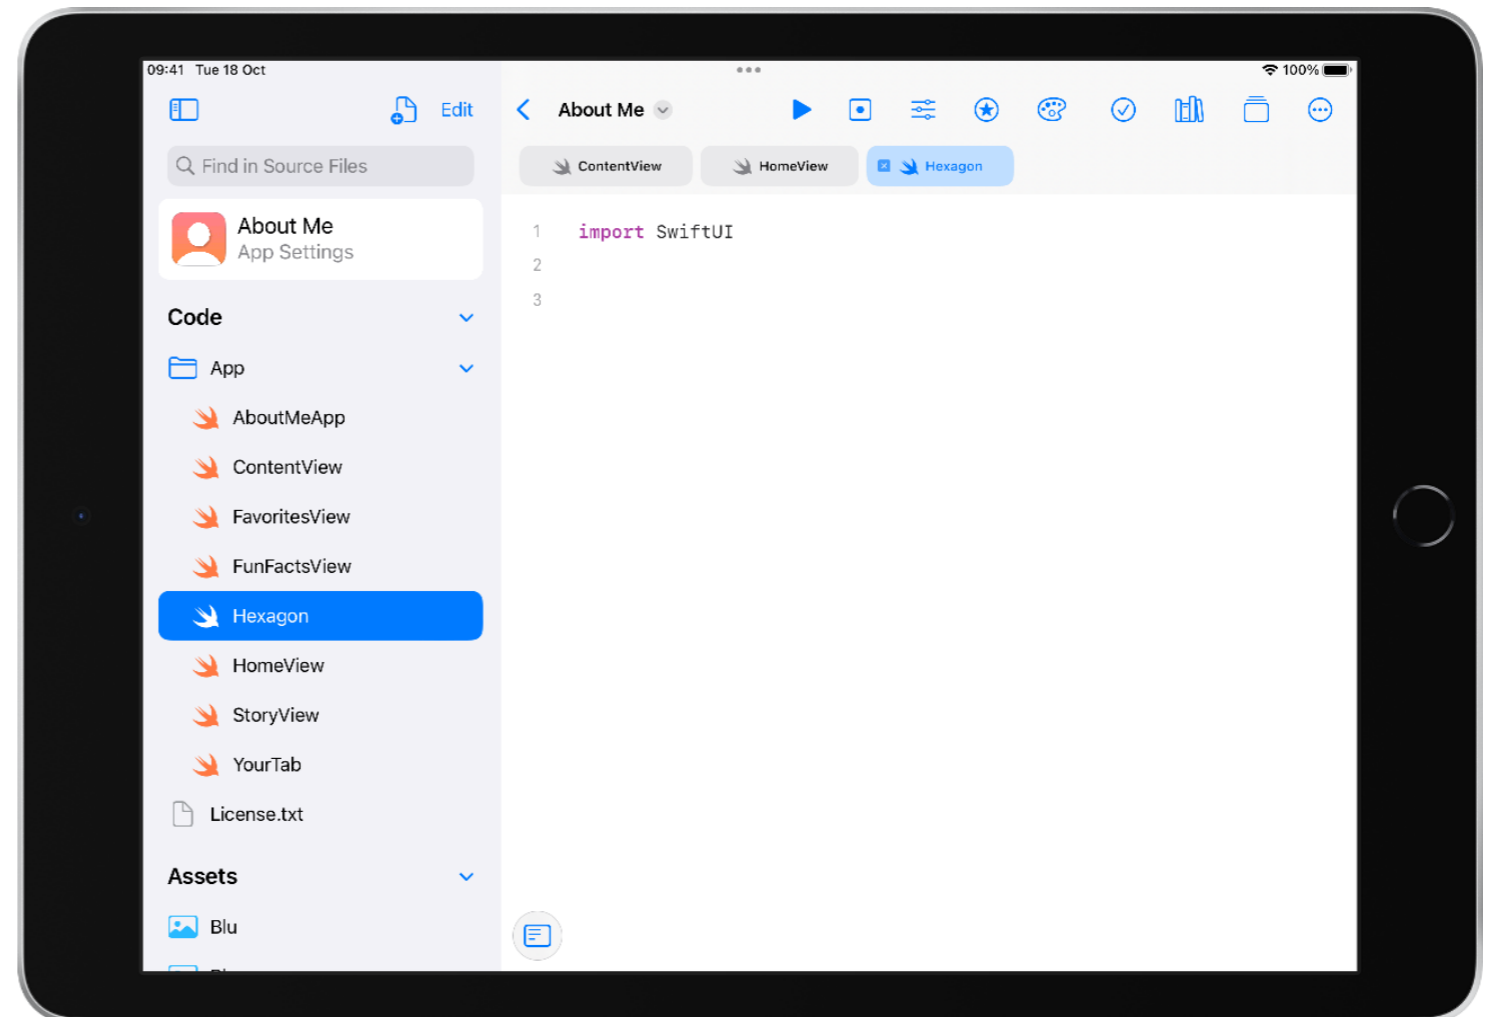 09:41 Tue 18 Oct
100%
Edit
About Me
Find in Source Files
ContentView
HomeView
Hexagon
About Me
App Settings
1 import SwiftUI
2
3
Code
App
AboutMeApp
ContentView
FavoritesView
FunFactsView
Hexagon
HomeView
StoryView
YourTab
License.txt
Assets
Blu